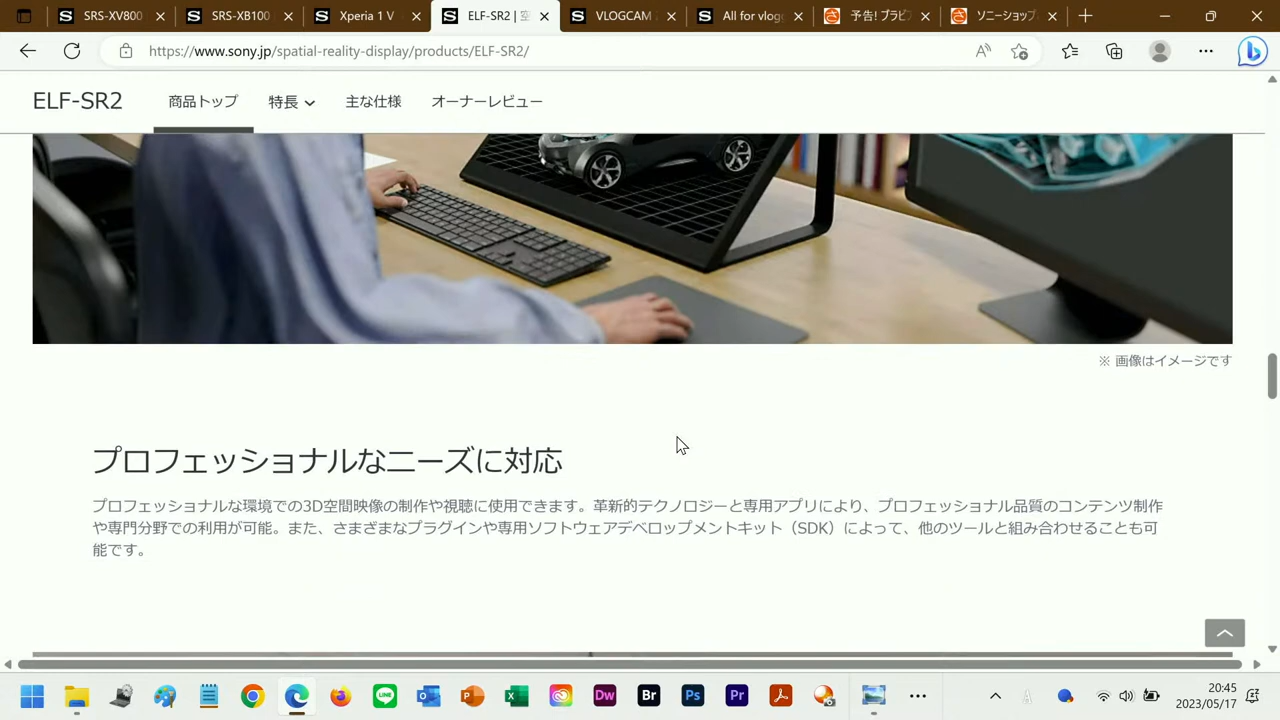 SRS-XV800
SRS-XB100
Xperia 1 V
ELF-SR2 | 空
VLOGCAM
All for vlog
予告! ブラビ
ソニーショップ
https://www.sony.jp/spatial-reality-display/products/ELF-SR2/
ELF-SR2
商品トップ
特長
主な仕様
オーナーレビュー
※ 画像はイメージです
プロフェッショナルなニーズに対応
プロフェッショナルな環境での3D空間映像の制作や視聴に使用できます。革新的テクノロジーと専用アプリにより、プロフェッショナル品質のコンテンツ制作
や専門分野での利用が可能。また、さまざまなプラグインや専用ソフトウェアデベロップメントキット（SDK）によって、他のツールと組み合わせることも可
能です。
LINE
Dw
Br
Ps
Pr
A
20:45
2023/05/17